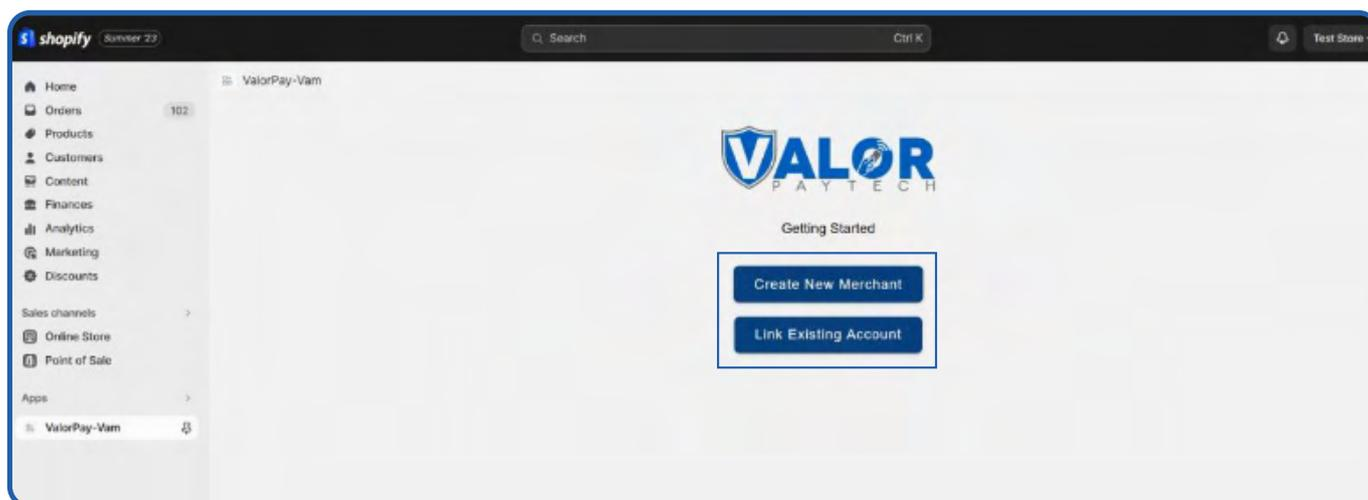 shopify Summer '23
Search Ctrl K
Test Store
Home
Orders 102
Products
Customers
Content
Finances
Analytics
Marketing
Discounts
Sales channels
Online Store
Point of Sale
Apps
ValorPay-Vam
ValorPay-Vam
VALOR
PAYTECH
Getting Started
Create New Merchant
Link Existing Account